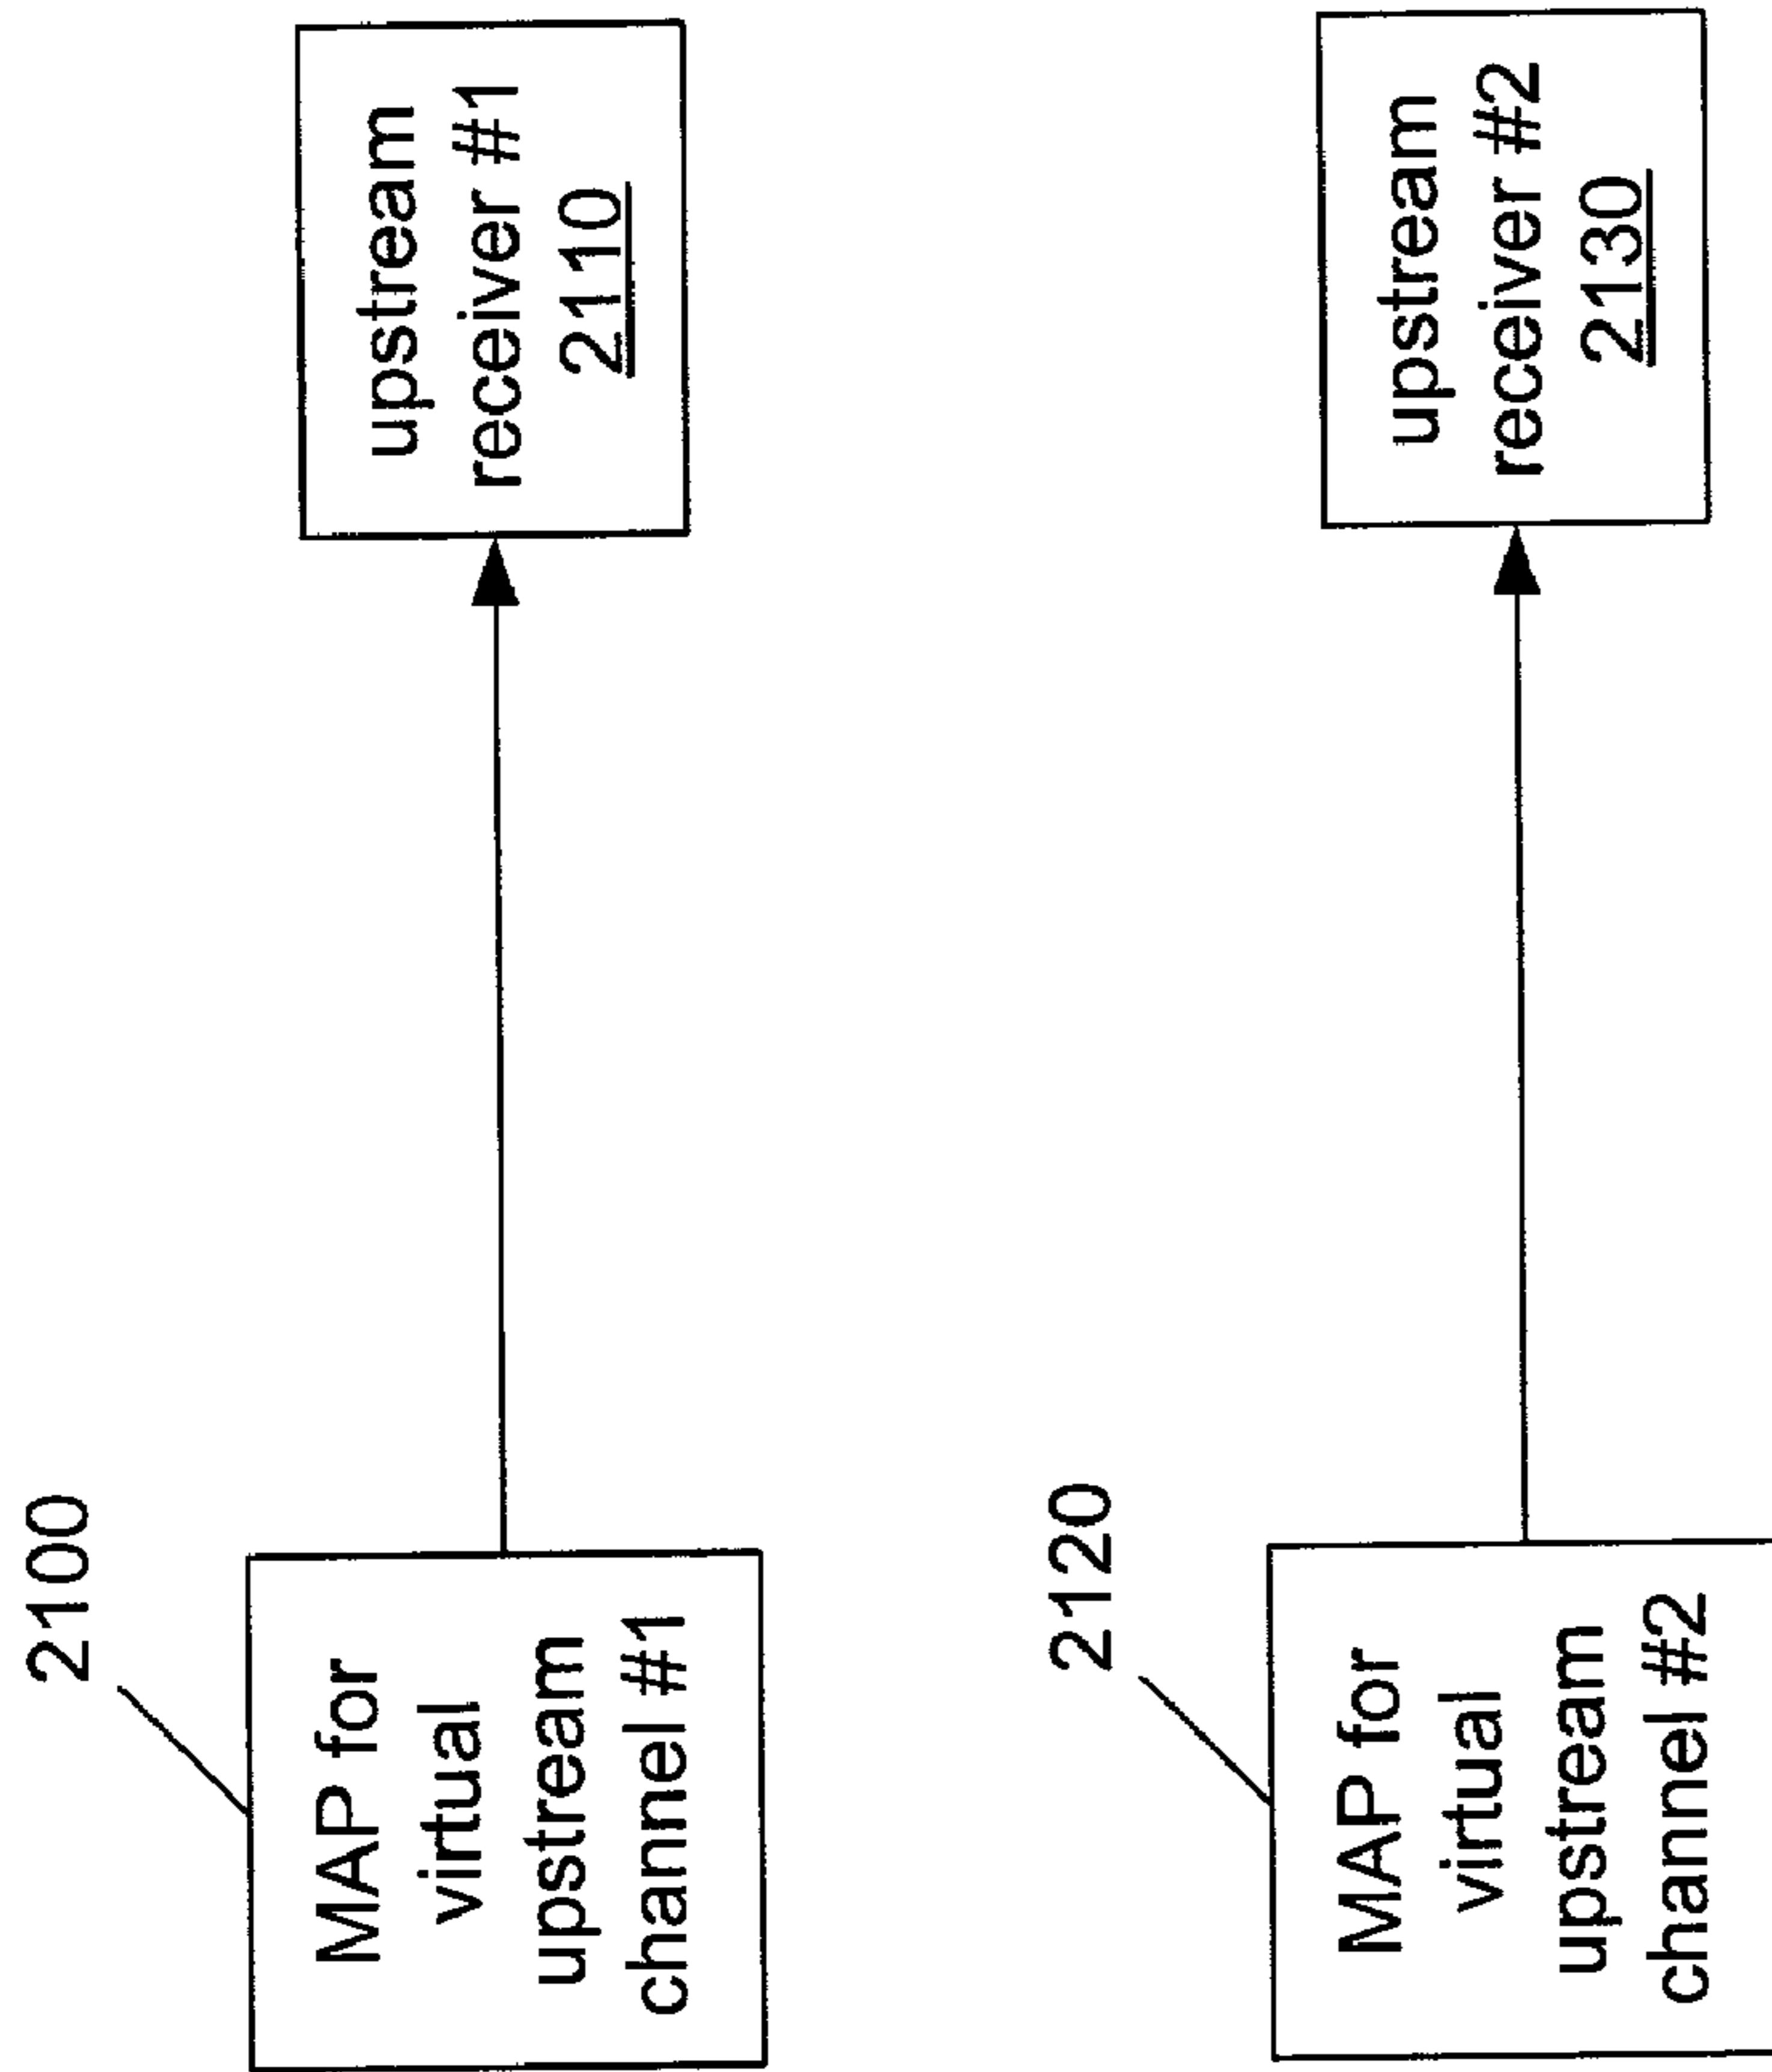 2100
MAP for
virtual
upstream
channel #1
upstream
receiver #1
2110
2120
MAP for
virtual
upstream
channel #2
upstream
receiver #2
2130